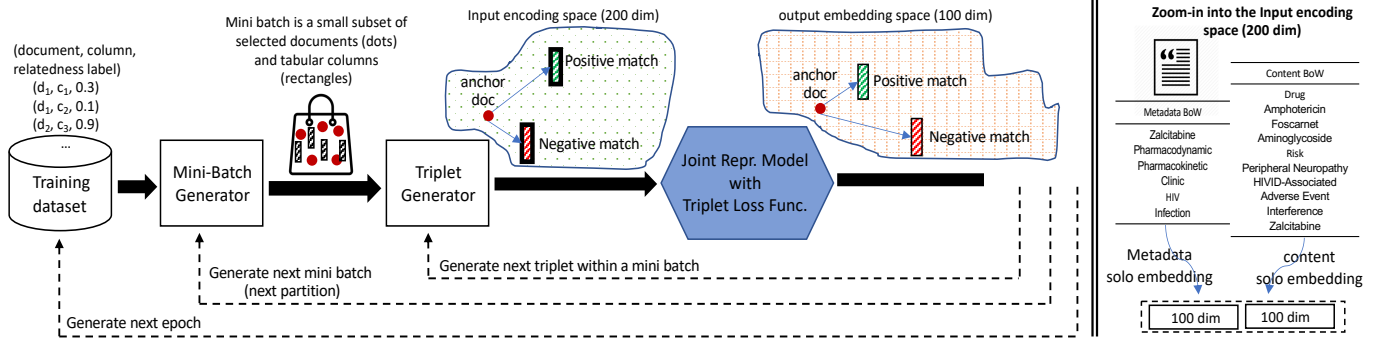 (document, column,
relatedness label)
(d1, c1, 0.3)
(d1, c2, 0.1)
(d2, c3, 0.9)
...
Training
dataset
Mini-Batch
Generator
Mini batch is a small subset of
selected documents (dots)
and tabular columns
(rectangles)
Triplet
Generator
Input encoding space (200 dim)
Positive match
anchor
doc
Negative match
Joint Repr. Model
with
Triplet Loss Func.
output embedding space (100 dim)
anchor
doc
Positive match
Negative match
Generate next triplet within a mini batch
Generate next mini batch
(next partition)
Generate next epoch
Zoom-in into the Input encoding
space (200 dim)
Metadata BoW
Zalcitabine
Pharmacodynamic
Pharmacokinetic
Clinic
HIV
Infection
Content BoW
Drug
Amphotericin
Foscarnet
Aminoglycoside
Risk
Peripheral Neuropathy
HIVID-Associated
Adverse Event
Interference
Zalcitabine
Metadata
solo embedding
content
solo embedding
100 dim
100 dim